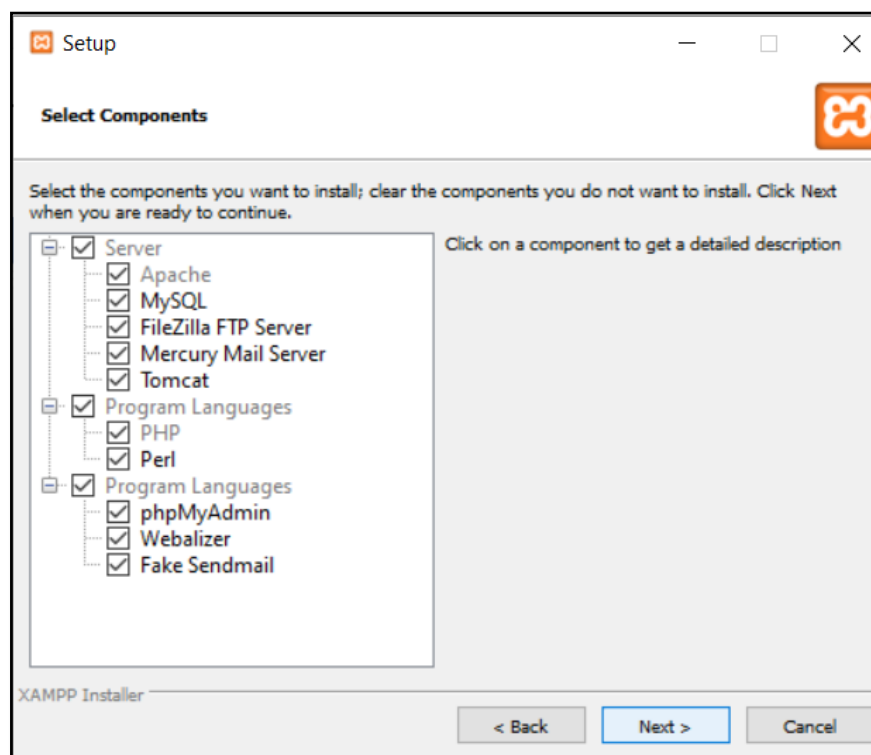 Setup
Select Components
Select the components you want to install; clear the components you do not want to install. Click Next
when you are ready to continue.
Server
Apache
MySQL
FileZilla FTP Server
Mercury Mail Server
Tomcat
Program Languages
PHP
Perl
Program Languages
phpMyAdmin
Webalizer
Fake Sendmail
Click on a component to get a detailed description
XAMPP Installer
< Back
Next >
Cancel